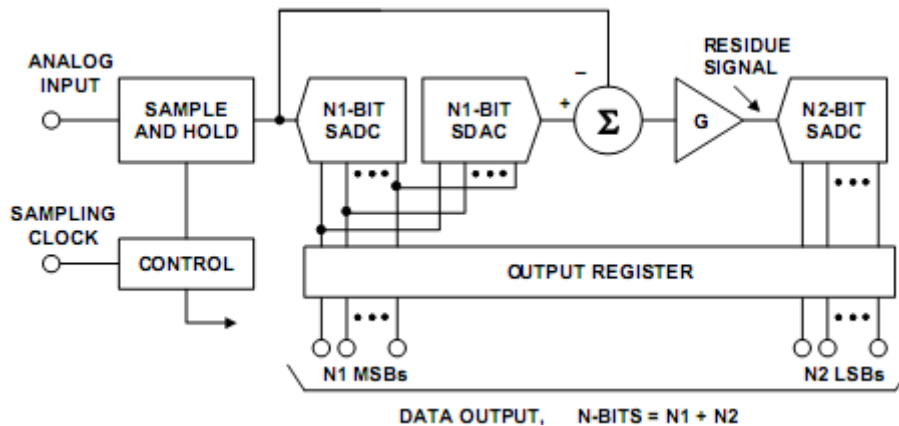 ANALOG
INPUT
SAMPLE
AND HOLD
N1-BIT
SADC
N1-BIT
SDAC
−
+
Σ
G
RESIDUE
SIGNAL
N2-BIT
SADC
SAMPLING
CLOCK
CONTROL
OUTPUT REGISTER
N1 MSBs
N2 LSBs
DATA OUTPUT, N-BITS = N1 + N2